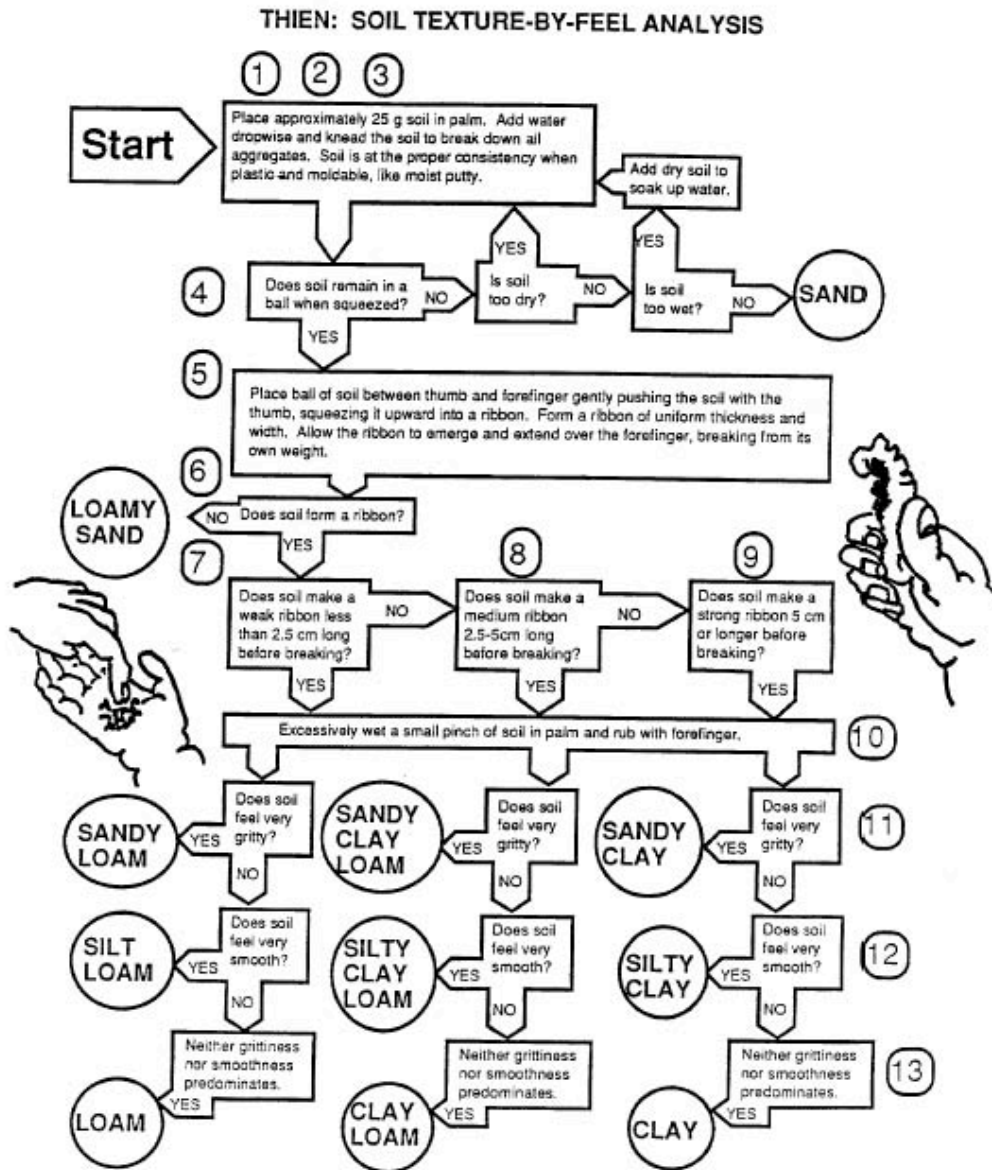 THIEN: SOIL TEXTURE-BY-FEEL ANALYSIS
1 2 3
Start
Place approximately 25 g soil in palm. Add water
dropwise and knead the soil to break down all
aggregates. Soil is at the proper consistency when
plastic and moldable, like moist putty.
Add dry soil to
soak up water.
YES
YES
4
Does soil remain in a
ball when squeezed?
NO
Is soil
too dry?
NO
Is soil
too wet?
NO
SAND
YES
5
Place ball of soil between thumb and forefinger gently pushing the soil with the
thumb, squeezing it upward into a ribbon. Form a ribbon of uniform thickness and
width. Allow the ribbon to emerge and extend over the forefinger, breaking from its
own weight.
6
LOAMY
SAND
NO
Does soil form a ribbon?
YES
7
8
9
Does soil make a
weak ribbon less
than 2.5 cm long
before breaking?
NO
Does soil make a
medium ribbon
2.5-5cm long
before breaking?
NO
Does soil make a
strong ribbon 5 cm
or longer before
breaking?
YES
YES
YES
Excessively wet a small pinch of soil in palm and rub with forefinger.
10
SANDY
LOAM
YES
Does soil
feel very
gritty?
NO
SANDY
CLAY
LOAM
YES
Does soil
feel very
gritty?
NO
SANDY
CLAY
YES
Does soil
feel very
gritty?
NO
11
SILT
LOAM
YES
Does soil
feel very
smooth?
NO
SILTY
CLAY
LOAM
YES
Does soil
feel very
smooth?
NO
SILTY
CLAY
YES
Does soil
feel very
smooth?
NO
12
LOAM
YES
Neither grittiness
nor smoothness
predominates.
CLAY
LOAM
YES
Neither grittiness
nor smoothness
predominates.
CLAY
YES
Neither grittiness
nor smoothness
predominates.
13